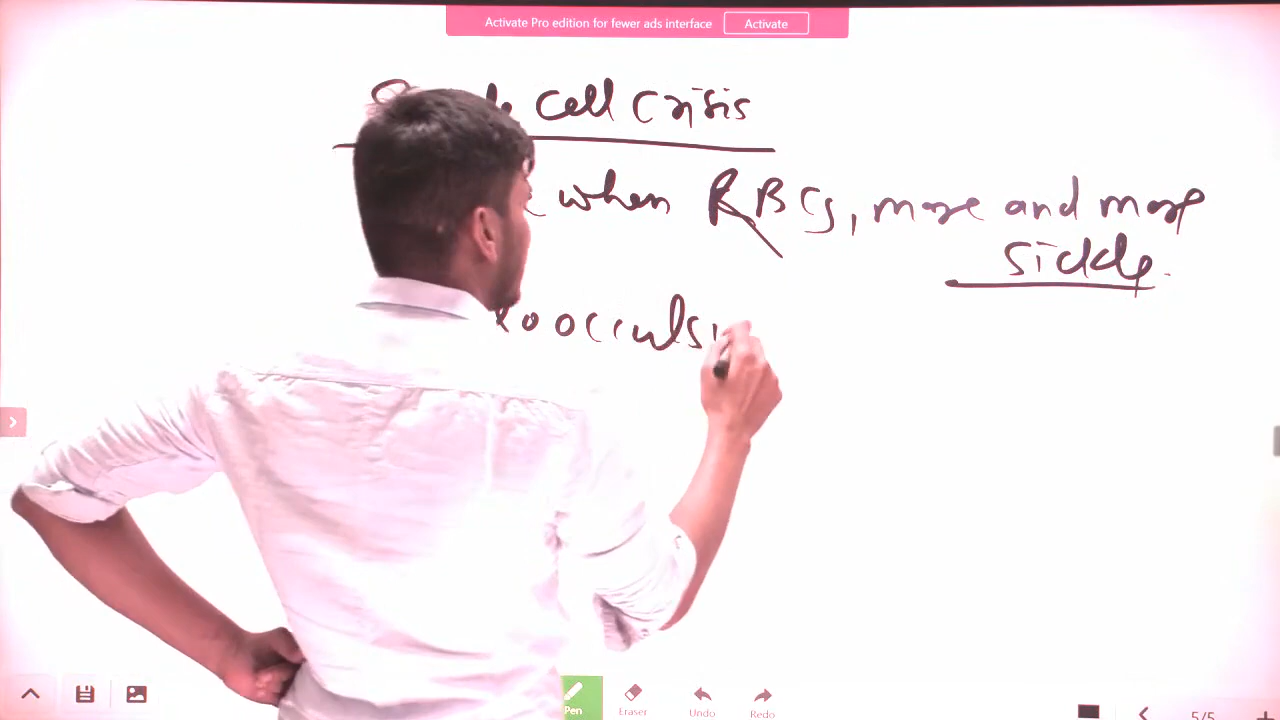 Activate Pro edition for fewer ads interface Activate
Cell Crisis
when RBCs, more and more
Sickle.
Pen Eraser Undo Redo 5/5